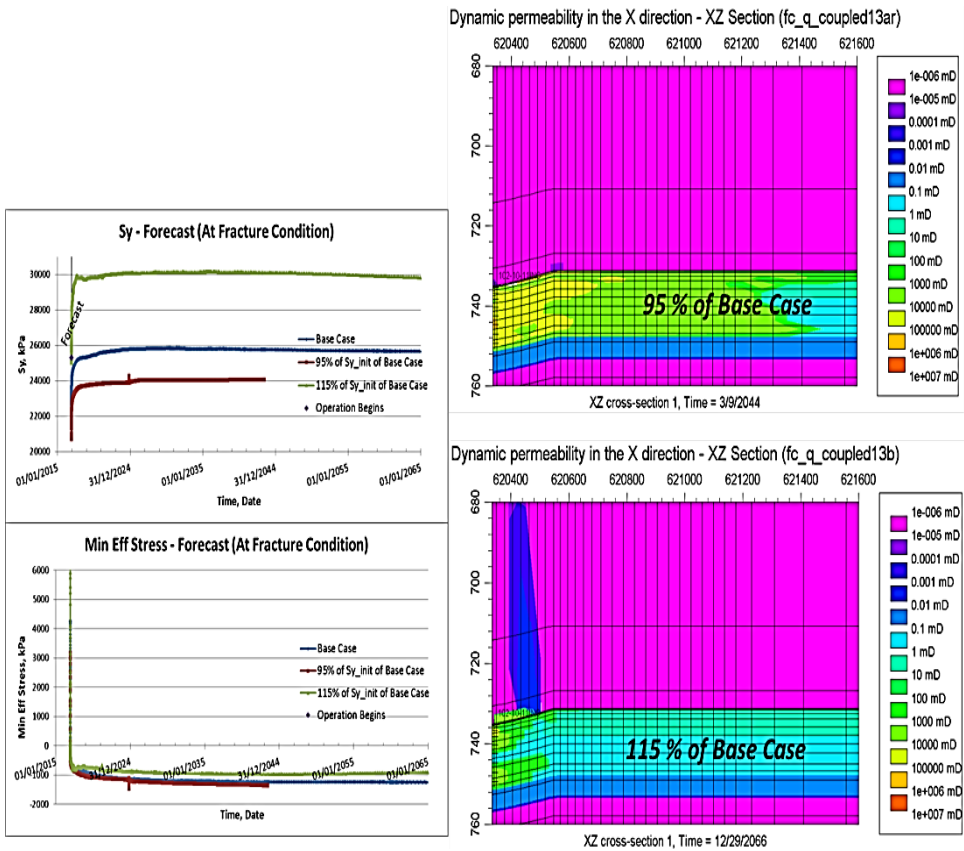 Sy - Forecast (At Fracture Condition)
30000
28000
26000
24000
22000
20000
Sy, kPa
Forecast
Base Case
95% of Sy_init of Base Case
115% of Sy_init of Base Case
Operation Begins
01/01/2015
31/12/2024
01/01/2035
31/12/2044
01/01/2055
01/01/2065
Time, Date
Min Eff Stress - Forecast (At Fracture Condition)
6000
5000
4000
3000
2000
1000
0
-1000
-2000
Min Eff Stress, kPa
Base Case
95% of Sy_init of Base Case
115% of Sy_init of Base Case
Operation Begins
01/01/2015
31/12/2024
01/01/2035
31/12/2044
01/01/2055
01/01/2065
Time, Date
Dynamic permeability in the X direction - XZ Section (fc_q_coupled13ar)
620400 620600 620800 621000 621200 621400 621600
680
700
720
740
760
95 % of Base Case
XZ cross-section 1, Time = 3/9/2044
1e-006 mD
1e-005 mD
0.0001 mD
0.001 mD
0.01 mD
0.1 mD
1 mD
10 mD
100 mD
1000 mD
10000 mD
100000 mD
1e+006 mD
1e+007 mD
Dynamic permeability in the X direction - XZ Section (fc_q_coupled13b)
620400 620600 620800 621000 621200 621400 621600
680
700
720
740
760
115 % of Base Case
XZ cross-section 1, Time = 12/29/2066
1e-006 mD
1e-005 mD
0.0001 mD
0.001 mD
0.01 mD
0.1 mD
1 mD
10 mD
100 mD
1000 mD
10000 mD
100000 mD
1e+006 mD
1e+007 mD